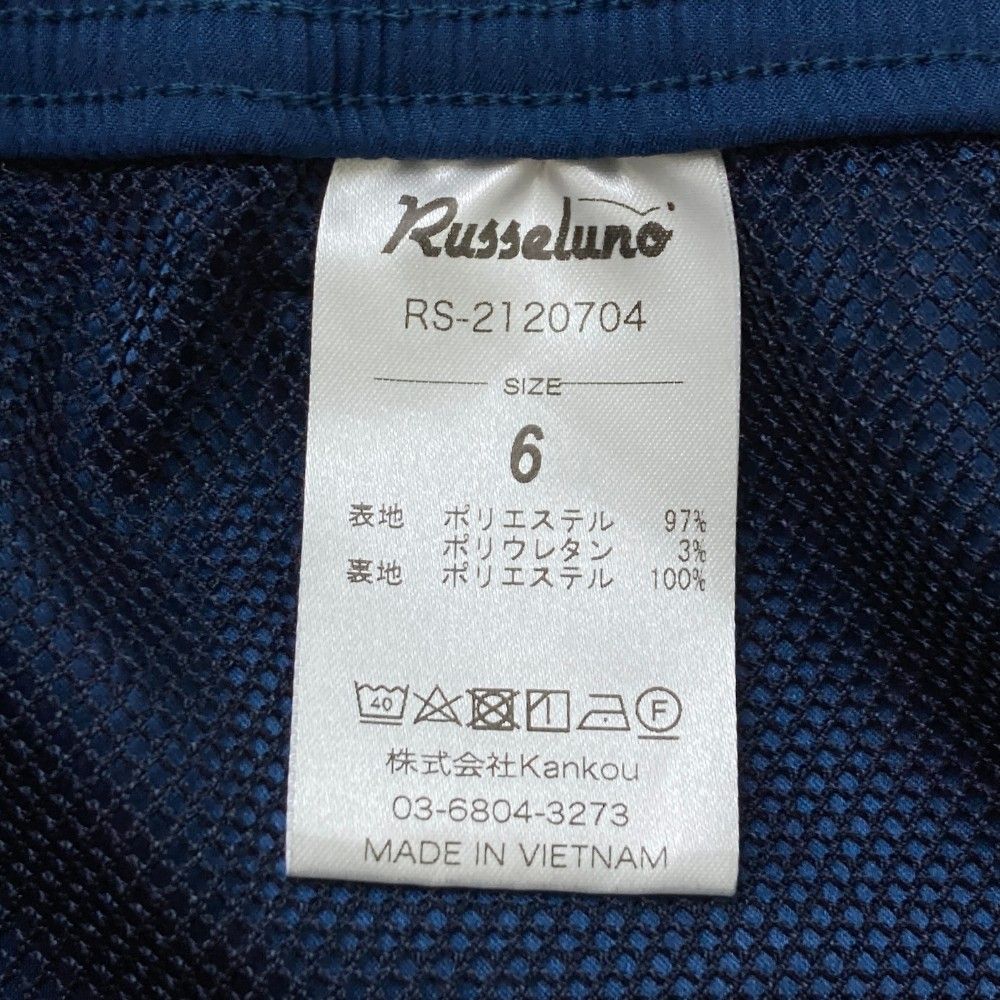 Russeluno
RS-2120704
SIZE
6
表地 ポリエステル 97%
ポリウレタン 3%
裏地 ポリエステル 100%
40 F
株式会社Kankou
03-6804-3273
MADE IN VIETNAM